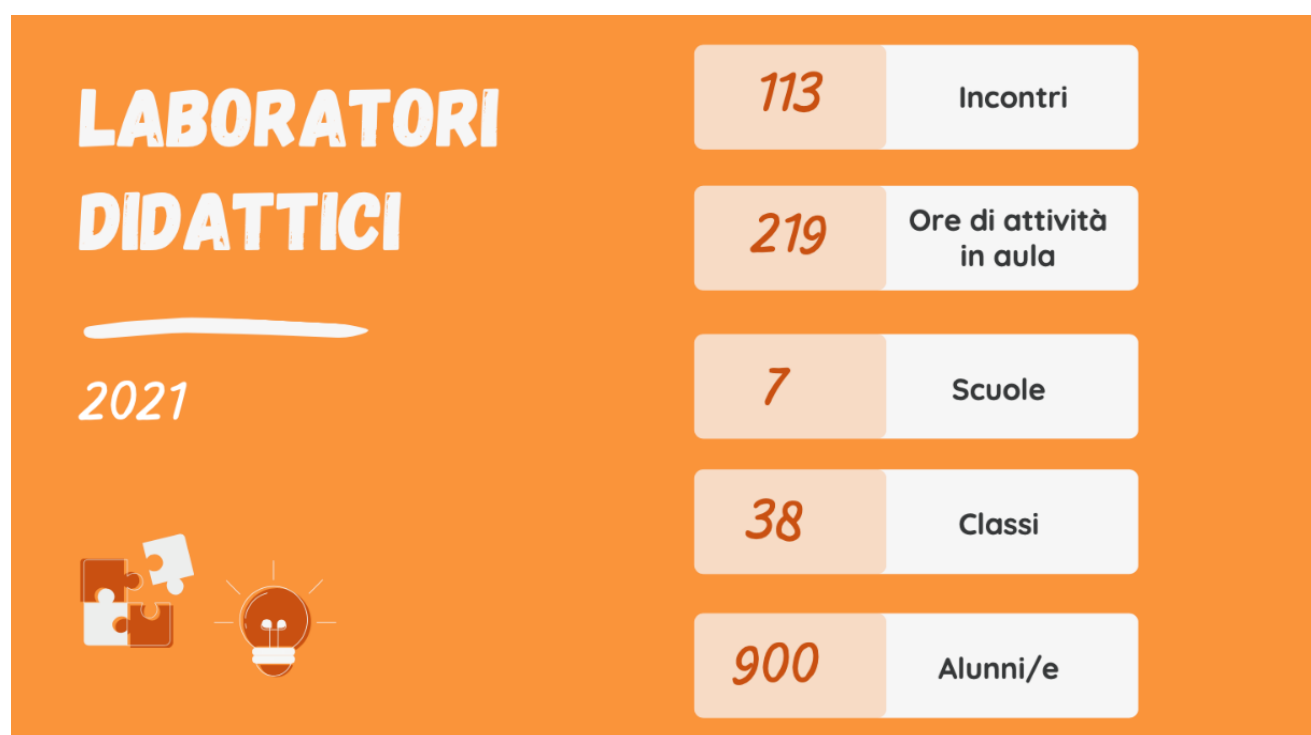 LABORATORI
DIDATTICI
2021
113
Incontri
219
Ore di attività
in aula
7
Scuole
38
Classi
900
Alunni/e